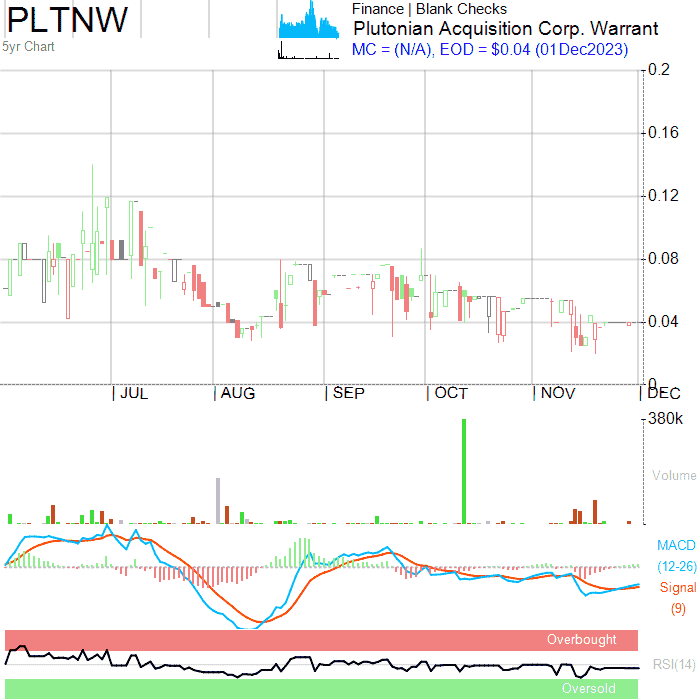 PLTNW
5yr Chart
Finance | Blank Checks
Plutonian Acquisition Corp. Warrant
MC = (N/A), EOD = $0.04 (01Dec2023)
0.2
0.16
0.12
0.08
0.04
0
| JUL | AUG | SEP | OCT | NOV | DEC
380k
Volume
MACD
(12-26)
Signal
(9)
Overbought
RSI(14)
Oversold